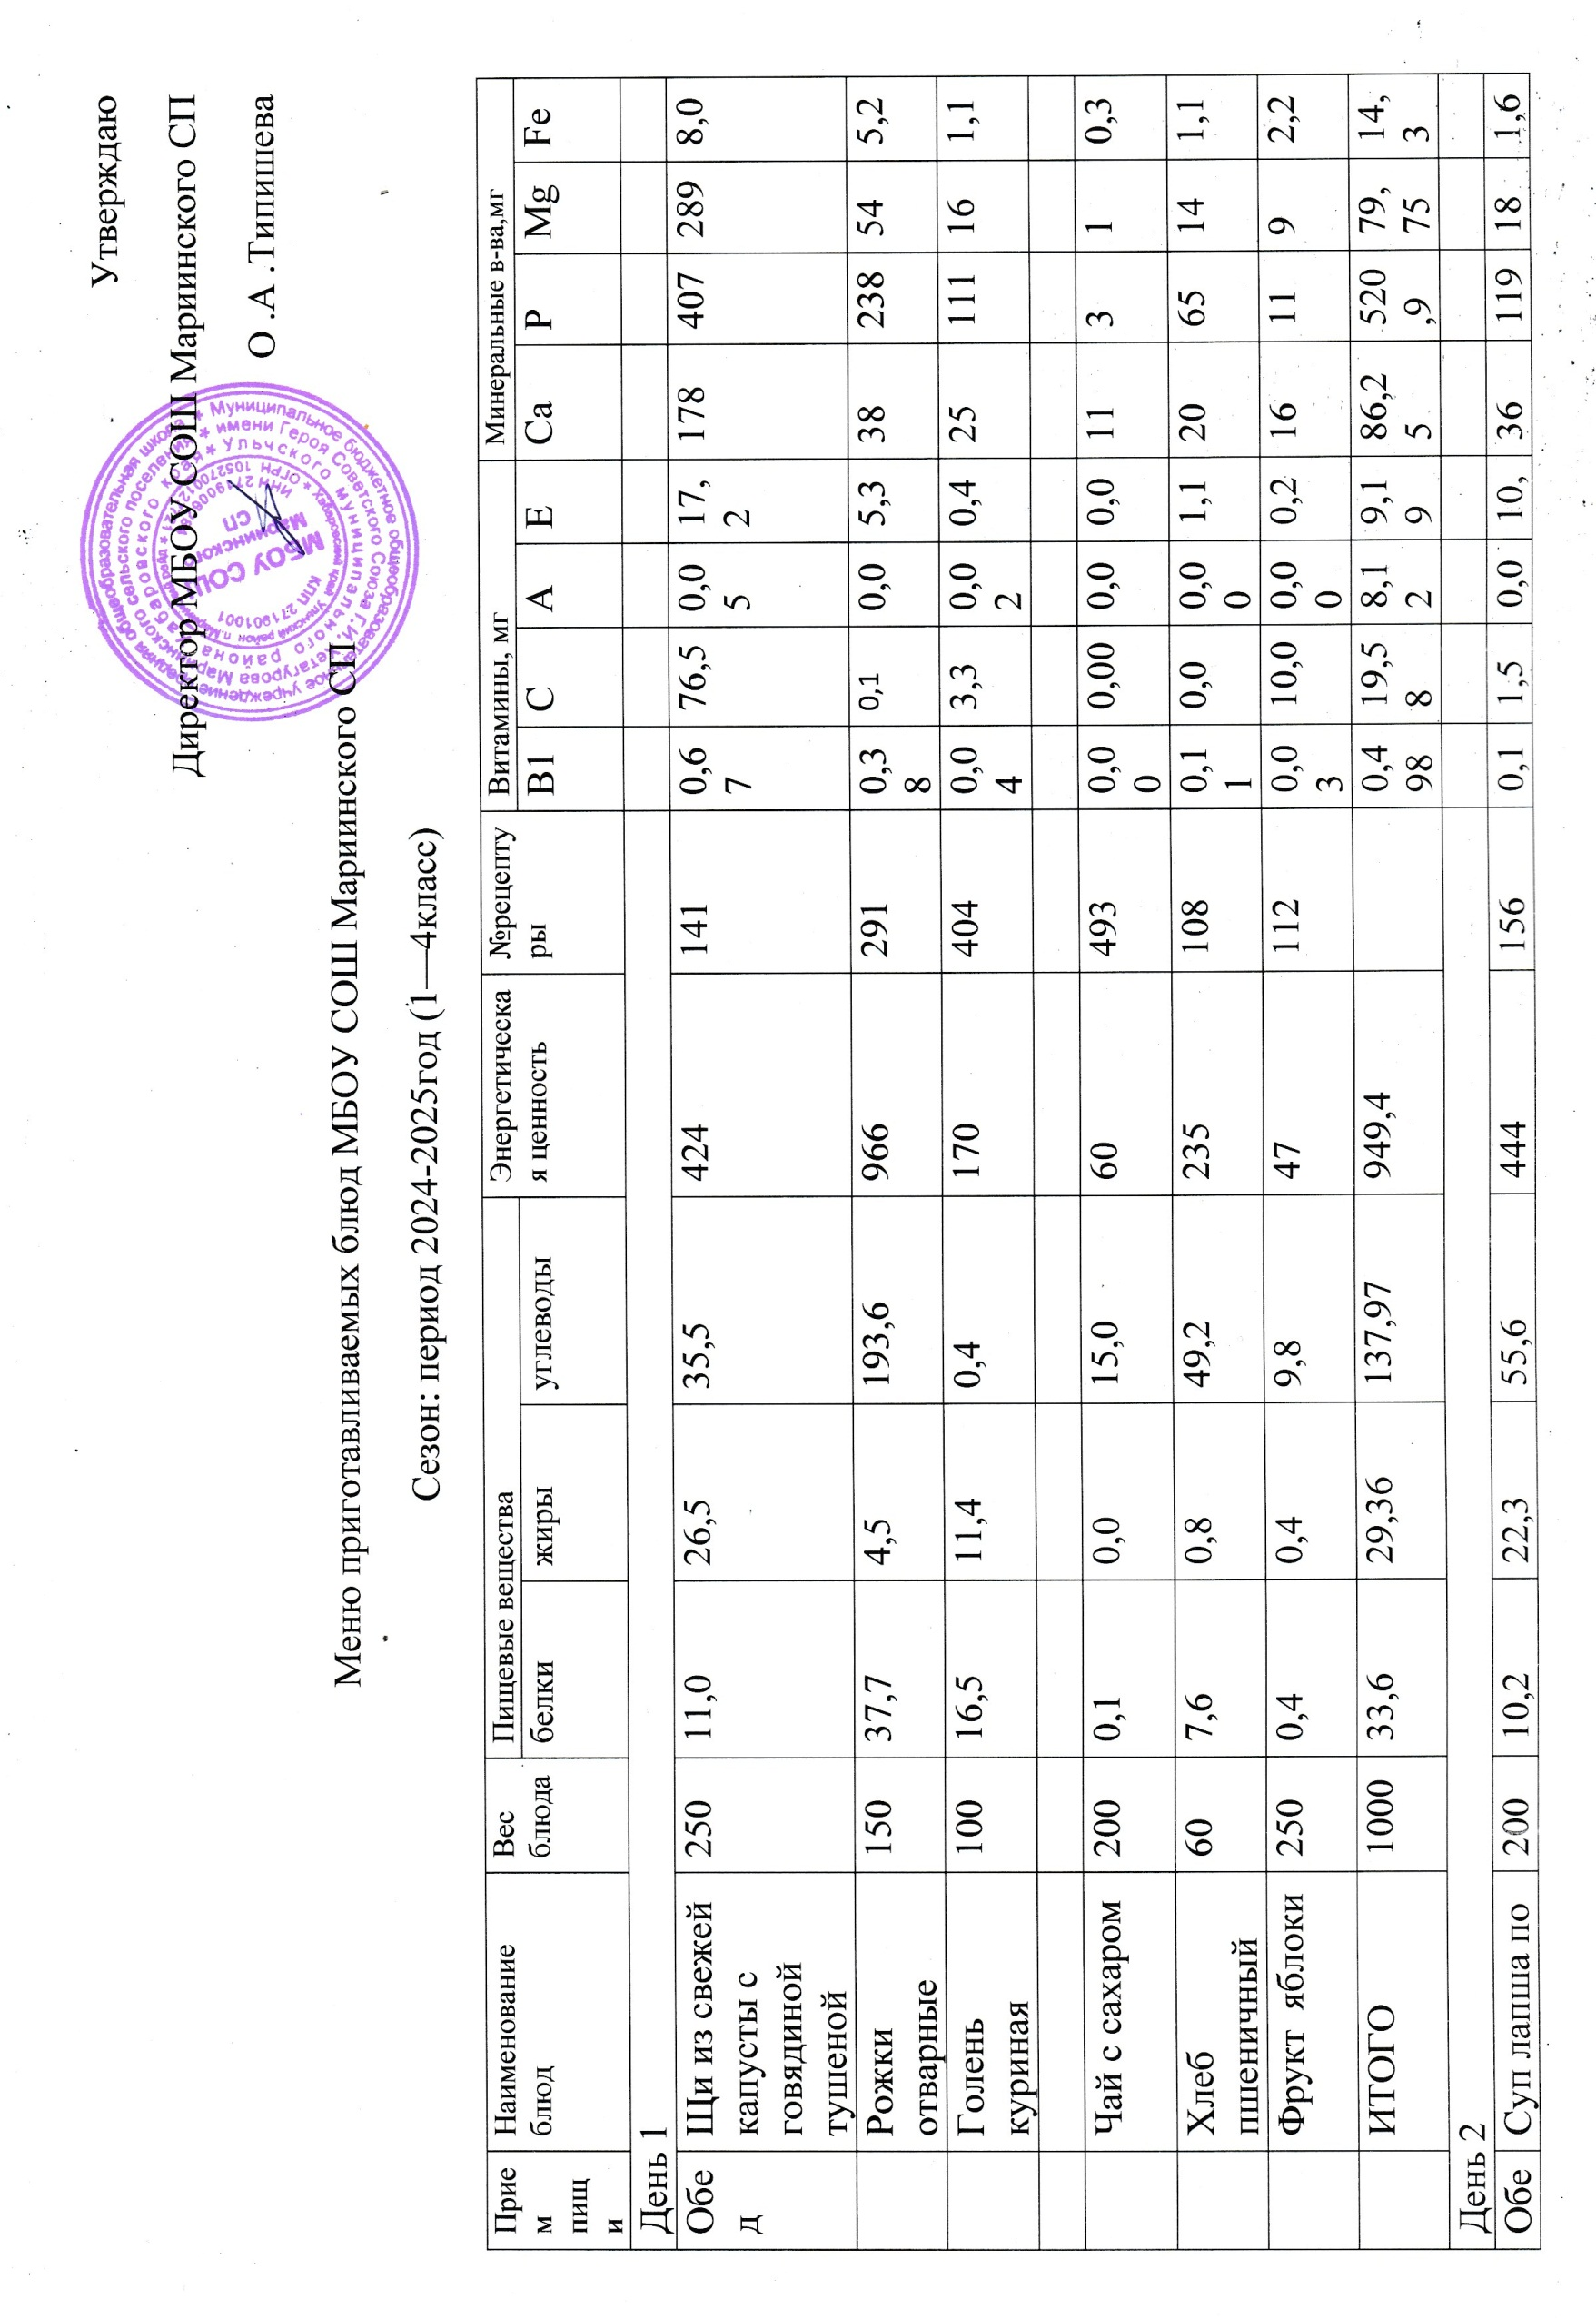 Утверждаю
Директор МБОУ СОШ Мариинского СП
О .А .Типишева
Меню приготавливаемых блюд МБОУ СОШ Мариинского СП
Сезон: период 2024-2025год (1—4класс)
Прием пищи Наименование блюд Вес блюда Пищевые вещества Энергетическая ценность №рецептуры Витамины, мг Минеральные в-ва,мг
белки жиры углеводы B1 C A E Ca P Mg Fe
День 1
Обед Щи из свежей капусты с говядиной тушеной 250 11,0 26,5 35,5 424 141 0,67 76,5 0,05 17,2 178 407 289 8,0
Рожки отварные 150 37,7 4,5 193,6 966 291 0,38 0,1 0,0 5,3 38 238 54 5,2
Голень куриная 100 16,5 11,4 0,4 170 404 0,04 3,3 0,02 0,4 25 111 16 1,1
Чай с сахаром 200 0,1 0,0 15,0 60 493 0,00 0,00 0,0 0,0 11 3 1 0,3
Хлеб пшеничный 60 7,6 0,8 49,2 235 108 0,11 0,0 0,00 1,1 20 65 14 1,1
Фрукт яблоки 250 0,4 0,4 9,8 47 112 0,03 10,0 0,00 0,2 16 11 9 2,2
ИТОГО 1000 33,6 29,36 137,97 949,4 0,498 19,58 8,12 9,19 86,25 520,9 79,75 14,3
День 2
Обе Суп лапша по 200 10,2 22,3 55,6 444 156 0,1 1,5 0,0 10, 36 119 18 1,6
МБОУ СОШ
Мариинского
СП
КПП 271901001